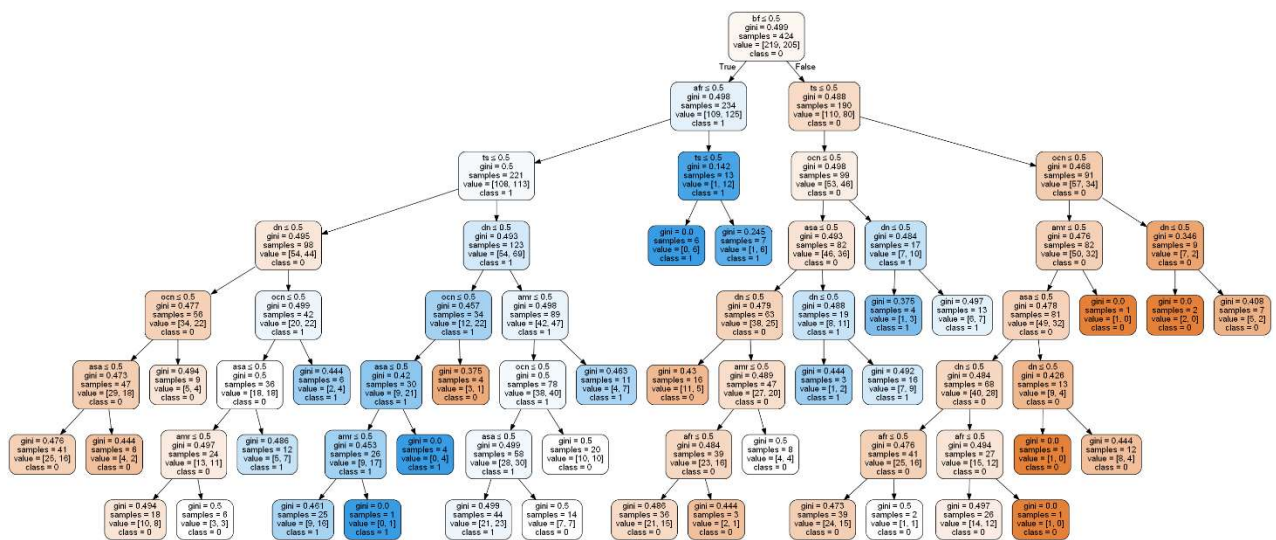 bf ≤ 0.5
gini = 0.499
samples = 424
value = [219, 205]
class = 0
True
False
afr ≤ 0.5
gini = 0.498
samples = 234
value = [109, 125]
class = 1
ts ≤ 0.5
gini = 0.488
samples = 190
value = [110, 80]
class = 0
ts ≤ 0.5
gini = 0.5
samples = 221
value = [108, 113]
class = 1
ts ≤ 0.5
gini = 0.142
samples = 13
value = [1, 12]
class = 1
ocn ≤ 0.5
gini = 0.498
samples = 99
value = [53, 46]
class = 0
ocn ≤ 0.5
gini = 0.468
samples = 91
value = [57, 34]
class = 0
dn ≤ 0.5
gini = 0.495
samples = 98
value = [54, 44]
class = 0
dn ≤ 0.5
gini = 0.493
samples = 123
value = [54, 69]
class = 1
gini = 0.0
samples = 6
value = [0, 6]
class = 1
gini = 0.245
samples = 7
value = [1, 6]
class = 1
asa ≤ 0.5
gini = 0.493
samples = 82
value = [46, 36]
class = 0
dn ≤ 0.5
gini = 0.484
samples = 17
value = [7, 10]
class = 1
amr ≤ 0.5
gini = 0.476
samples = 82
value = [50, 32]
class = 0
dn ≤ 0.5
gini = 0.346
samples = 9
value = [7, 2]
class = 0
ocn ≤ 0.5
gini = 0.477
samples = 56
value = [34, 22]
class = 0
ocn ≤ 0.5
gini = 0.499
samples = 42
value = [20, 22]
class = 1
ocn ≤ 0.5
gini = 0.457
samples = 34
value = [12, 22]
class = 1
amr ≤ 0.5
gini = 0.498
samples = 89
value = [42, 47]
class = 1
dn ≤ 0.5
gini = 0.479
samples = 63
value = [38, 25]
class = 0
dn ≤ 0.5
gini = 0.488
samples = 19
value = [8, 11]
class = 1
gini = 0.375
samples = 4
value = [1, 3]
class = 1
gini = 0.497
samples = 13
value = [6, 7]
class = 1
asa ≤ 0.5
gini = 0.478
samples = 81
value = [49, 32]
class = 0
gini = 0.0
samples = 1
value = [1, 0]
class = 0
gini = 0.0
samples = 2
value = [2, 0]
class = 0
gini = 0.408
samples = 7
value = [5, 2]
class = 0
asa ≤ 0.5
gini = 0.473
samples = 47
value = [29, 18]
class = 0
gini = 0.494
samples = 9
value = [5, 4]
class = 0
asa ≤ 0.5
gini = 0.5
samples = 36
value = [18, 18]
class = 0
gini = 0.444
samples = 6
value = [2, 4]
class = 1
asa ≤ 0.5
gini = 0.42
samples = 30
value = [9, 21]
class = 1
gini = 0.375
samples = 4
value = [3, 1]
class = 0
ocn ≤ 0.5
gini = 0.5
samples = 78
value = [38, 40]
class = 1
gini = 0.463
samples = 11
value = [4, 7]
class = 1
gini = 0.43
samples = 16
value = [11, 5]
class = 0
amr ≤ 0.5
gini = 0.489
samples = 47
value = [27, 20]
class = 0
gini = 0.444
samples = 3
value = [1, 2]
class = 1
gini = 0.492
samples = 16
value = [7, 9]
class = 1
dn ≤ 0.5
gini = 0.484
samples = 68
value = [40, 28]
class = 0
dn ≤ 0.5
gini = 0.426
samples = 13
value = [9, 4]
class = 0
gini = 0.476
samples = 41
value = [25, 16]
class = 0
gini = 0.444
samples = 6
value = [4, 2]
class = 0
amr ≤ 0.5
gini = 0.497
samples = 24
value = [13, 11]
class = 0
gini = 0.486
samples = 12
value = [5, 7]
class = 1
amr ≤ 0.5
gini = 0.453
samples = 26
value = [9, 17]
class = 1
gini = 0.0
samples = 4
value = [0, 4]
class = 1
asa ≤ 0.5
gini = 0.499
samples = 58
value = [28, 30]
class = 1
gini = 0.5
samples = 20
value = [10, 10]
class = 0
afr ≤ 0.5
gini = 0.484
samples = 39
value = [23, 16]
class = 0
gini = 0.5
samples = 8
value = [4, 4]
class = 0
afr ≤ 0.5
gini = 0.476
samples = 41
value = [25, 16]
class = 0
afr ≤ 0.5
gini = 0.494
samples = 27
value = [15, 12]
class = 0
gini = 0.0
samples = 1
value = [1, 0]
class = 0
gini = 0.444
samples = 12
value = [8, 4]
class = 0
gini = 0.494
samples = 18
value = [10, 8]
class = 0
gini = 0.5
samples = 6
value = [3, 3]
class = 0
gini = 0.461
samples = 25
value = [9, 16]
class = 1
gini = 0.0
samples = 1
value = [0, 1]
class = 1
gini = 0.499
samples = 44
value = [21, 23]
class = 1
gini = 0.5
samples = 14
value = [7, 7]
class = 0
gini = 0.486
samples = 36
value = [21, 15]
class = 0
gini = 0.444
samples = 3
value = [2, 1]
class = 0
gini = 0.473
samples = 39
value = [24, 15]
class = 0
gini = 0.5
samples = 2
value = [1, 1]
class = 0
gini = 0.497
samples = 26
value = [14, 12]
class = 0
gini = 0.0
samples = 1
value = [1, 0]
class = 0